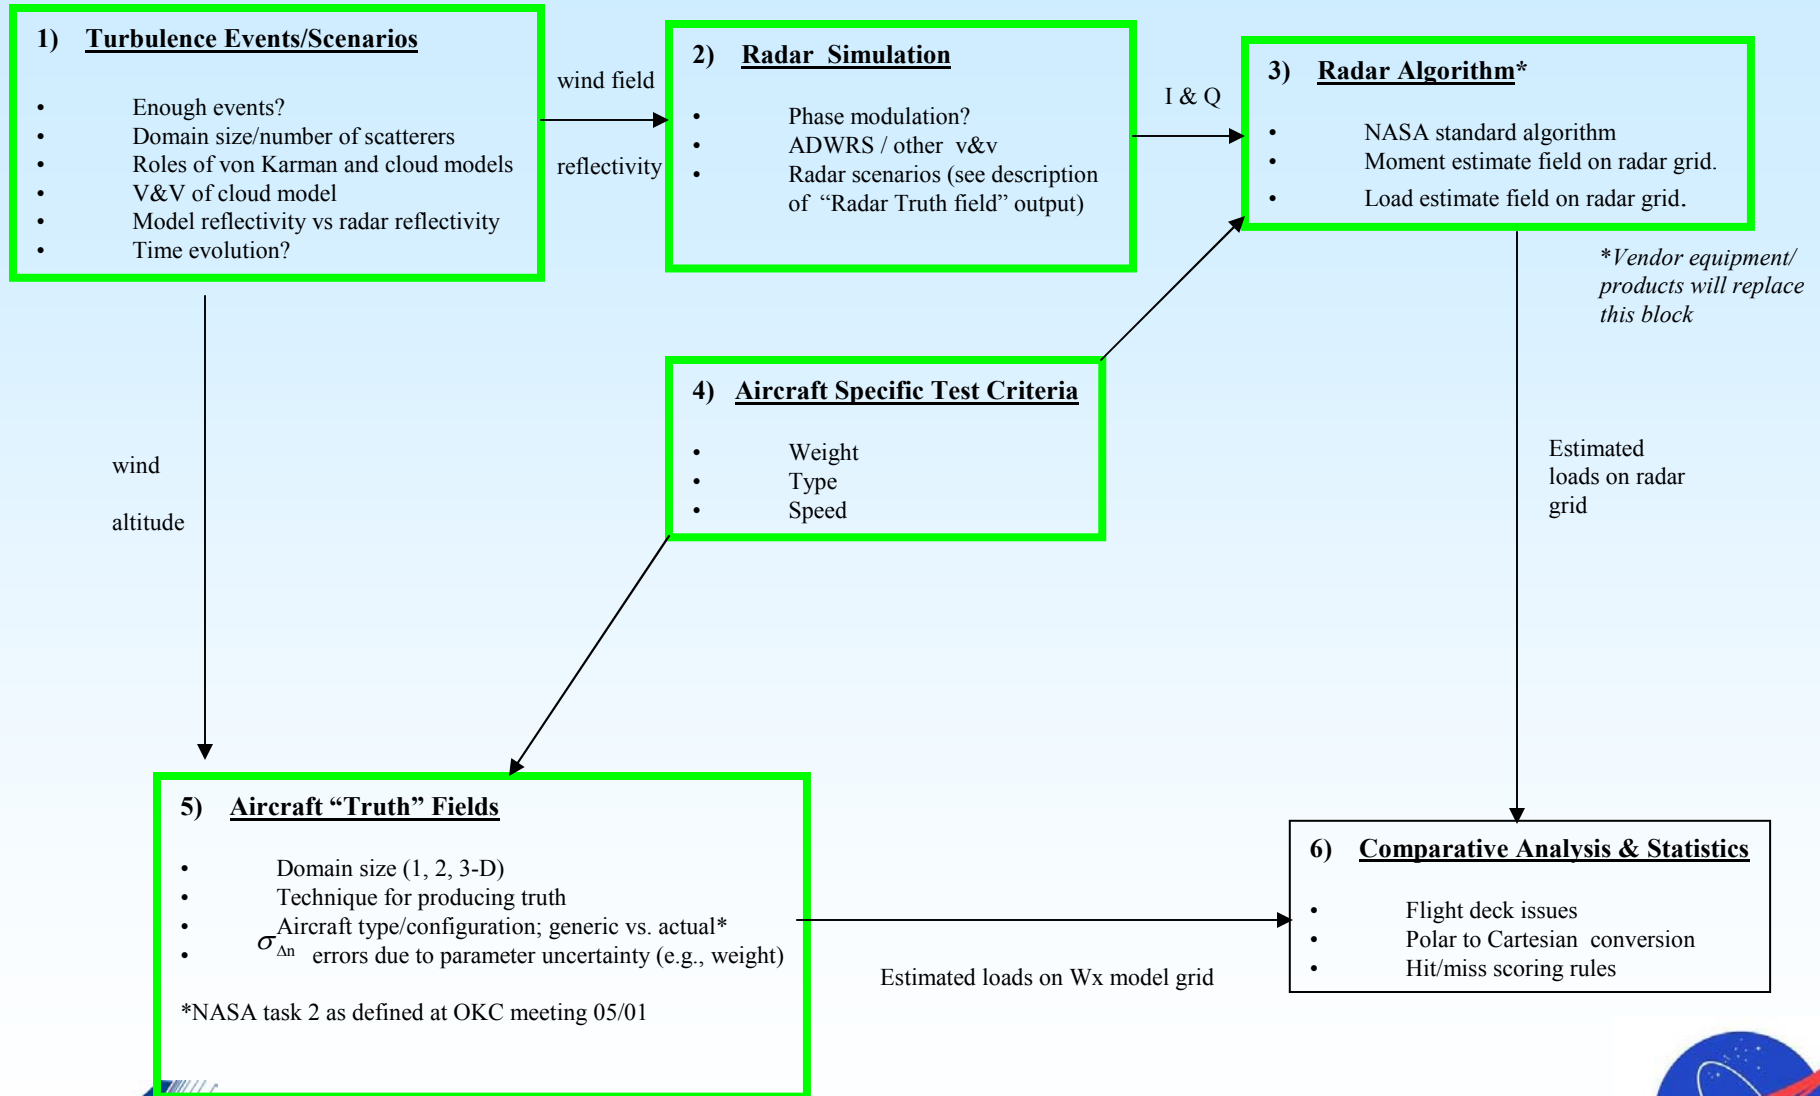 1) Turbulence Events/Scenarios
• Enough events?
• Domain size/number of scatterers
• Roles of von Karman and cloud models
• V&V of cloud model
• Model reflectivity vs radar reflectivity
• Time evolution?
wind field
reflectivity
2) Radar Simulation
• Phase modulation?
• ADWRS / other v&v
• Radar scenarios (see description
of “Radar Truth field” output)
I & Q
3) Radar Algorithm*
• NASA standard algorithm
• Moment estimate field on radar grid.
• Load estimate field on radar grid.
*Vendor equipment/
products will replace
this block
4) Aircraft Specific Test Criteria
• Weight
• Type
• Speed
wind
altitude
Estimated
loads on radar
grid
5) Aircraft “Truth” Fields
• Domain size (1, 2, 3-D)
• Technique for producing truth
• Aircraft type/configuration; generic vs. actual*
• σΔn errors due to parameter uncertainty (e.g., weight)
*NASA task 2 as defined at OKC meeting 05/01
Estimated loads on Wx model grid
6) Comparative Analysis & Statistics
• Flight deck issues
• Polar to Cartesian conversion
• Hit/miss scoring rules